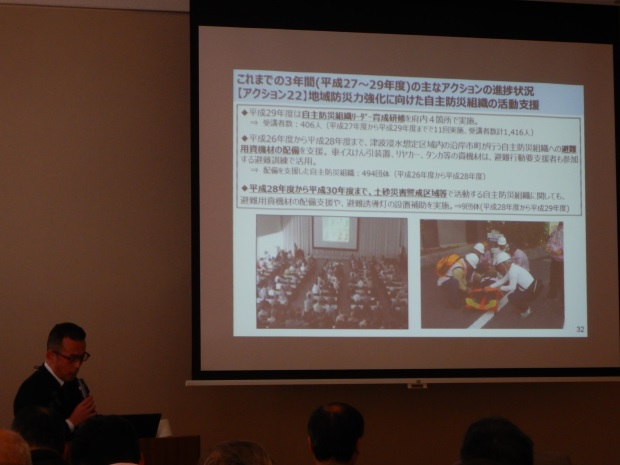 これまでの3年間(平成27～29年度)の主なアクションの進捗状況
【アクション22】地域防災力強化に向けた自主防災組織の活動支援
◆平成29年度は自主防災組織リーダー育成研修を府内4箇所で実施。
⇒ 受講者数：406人（平成27年度から平成29年度までで11回実施、受講者数計1,416人）
◆平成26年度から平成28年度まで、津波浸水想定区域内の沿岸市町が行う自主防災組織への避難
用資機材の配備を支援。車イスけん引装置、リヤカー、タンカ等の資機材は、避難行動要支援者も参加
する避難訓練で活用。
⇒ 配備を支援した自主防災組織：494団体（平成26年度から平成28年度）
◆平成28年度から平成30年度まで、土砂災害警戒区域等で活動する自主防災組織に関しても、
避難用資機材の配備支援や、避難誘導灯の設置補助を実施。⇒団体(平成28年度から平成29年度)
32